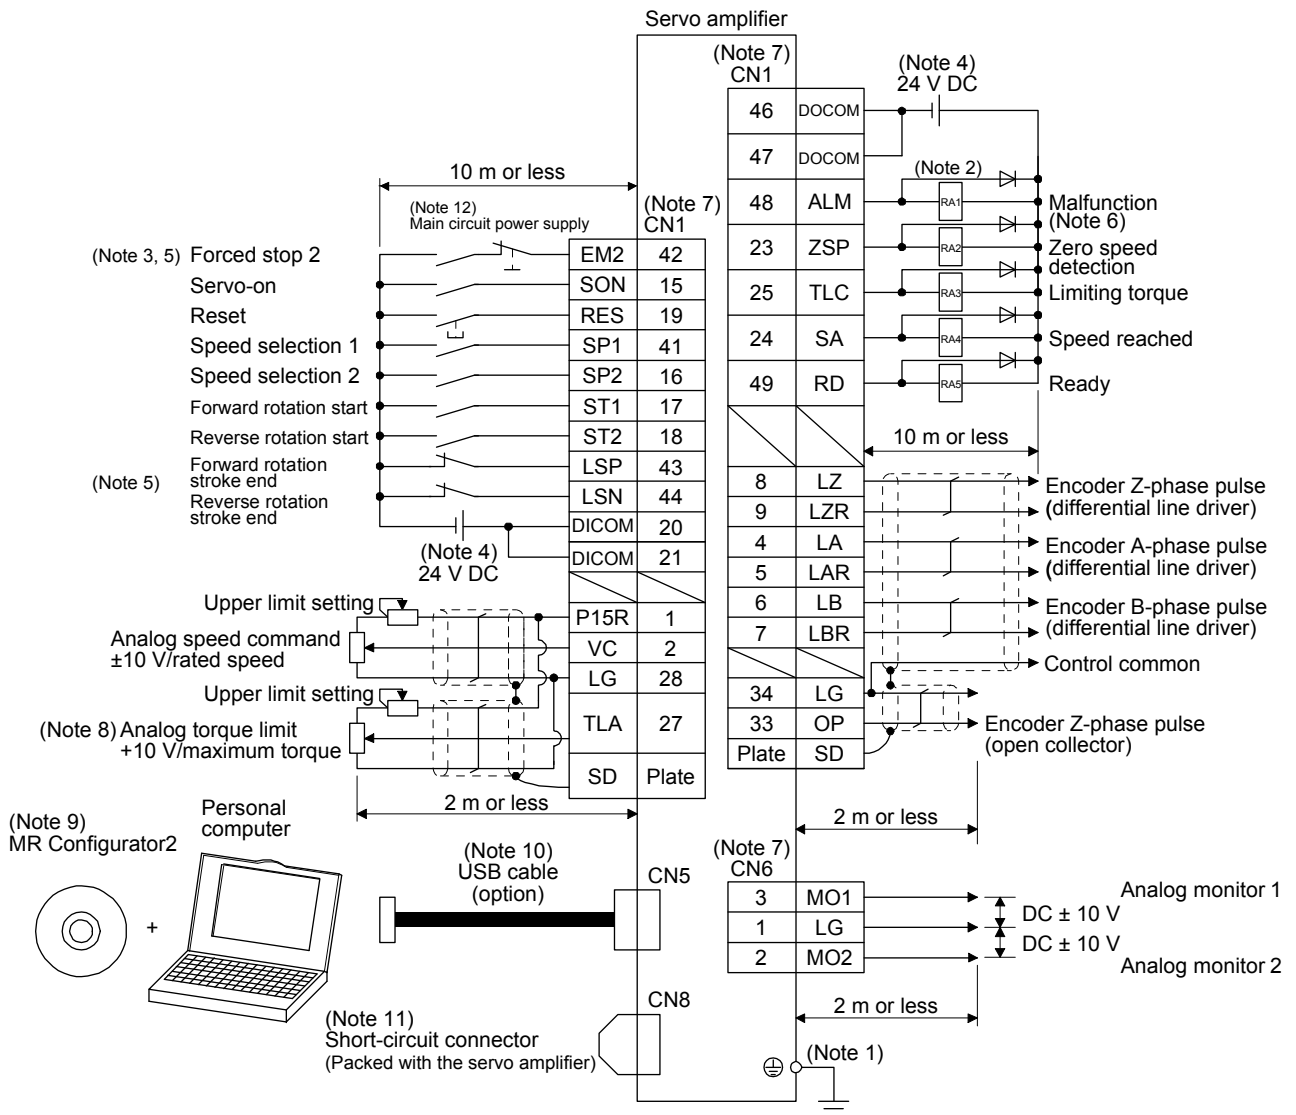 Servo amplifier
(Note 7)
CN1
(Note 4)
24 V DC
46 DOCOM
47 DOCOM
(Note 2)
48 ALM RA1 Malfunction
(Note 6)
23 ZSP RA2 Zero speed
detection
25 TLC RA3 Limiting torque
24 SA RA4 Speed reached
49 RD RA5 Ready
10 m or less
8 LZ Encoder Z-phase pulse
9 LZR (differential line driver)
4 LA Encoder A-phase pulse
5 LAR (differential line driver)
6 LB Encoder B-phase pulse
7 LBR (differential line driver)
Control common
34 LG
33 OP Encoder Z-phase pulse
(open collector)
Plate SD
2 m or less
10 m or less
(Note 12)
Main circuit power supply
(Note 7)
CN1
(Note 3, 5) Forced stop 2 EM2 42
Servo-on SON 15
Reset RES 19
Speed selection 1 SP1 41
Speed selection 2 SP2 16
Forward rotation start ST1 17
Reverse rotation start ST2 18
Forward rotation
stroke end LSP 43
(Note 5)
Reverse rotation
stroke end LSN 44
DICOM 20
(Note 4)
24 V DC
DICOM 21
Upper limit setting P15R 1
Analog speed command
±10 V/rated speed VC 2
LG 28
Upper limit setting
(Note 8) Analog torque limit
+10 V/maximum torque TLA 27
SD Plate
2 m or less
(Note 9)
MR Configurator2
+
Personal
computer
(Note 10)
USB cable
(option)
CN5
(Note 7)
CN6
3 MO1 Analog monitor 1
DC ± 10 V
1 LG
DC ± 10 V
2 MO2 Analog monitor 2
2 m or less
CN8
(Note 11)
Short-circuit connector
(Packed with the servo amplifier)
(Note 1)